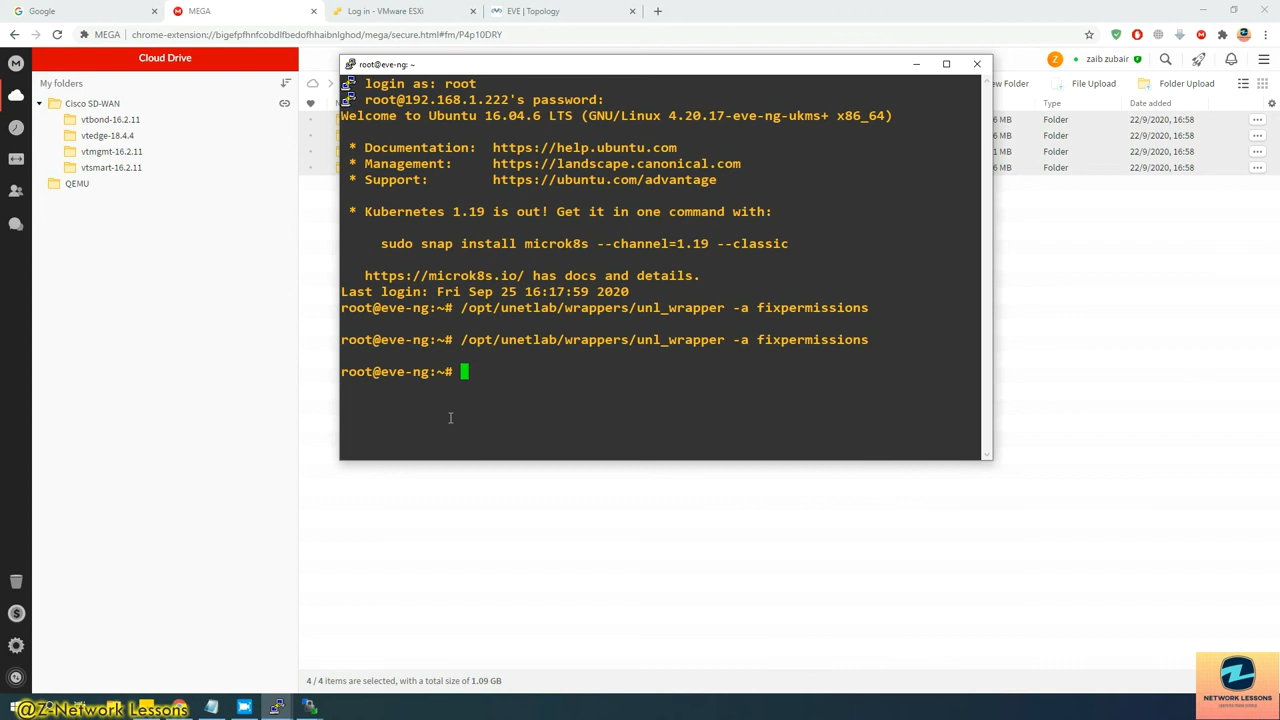 Google
MEGA
Log in - VMware ESXi
EVE | Topology
MEGA
chrome-extension://bigefpfhnfcobdlfbedofhhaibnlghod/mega/secure.html#fm/P4p10DRY
Cloud Drive
zaib zubair
My folders
New Folder
File Upload
Folder Upload
Cisco SD-WAN
Type
Date added
vtbond-16.2.11
vtedge-18.4.4
vtmgmt-16.2.11
vtsmart-16.2.11
QEMU
6 MB Folder 22/9/2020, 16:58
6 MB Folder 22/9/2020, 16:58
1 MB Folder 22/9/2020, 16:58
6 MB Folder 22/9/2020, 16:58
root@eve-ng: ~
login as: root
root@192.168.1.222's password:
Welcome to Ubuntu 16.04.6 LTS (GNU/Linux 4.20.17-eve-ng-ukms+ x86_64)
* Documentation: https://help.ubuntu.com
* Management: https://landscape.canonical.com
* Support: https://ubuntu.com/advantage
* Kubernetes 1.19 is out! Get it in one command with:
sudo snap install microk8s --channel=1.19 --classic
https://microk8s.io/ has docs and details.
Last login: Fri Sep 25 16:17:59 2020
root@eve-ng:~# /opt/unetlab/wrappers/unl_wrapper -a fixpermissions
root@eve-ng:~# /opt/unetlab/wrappers/unl_wrapper -a fixpermissions
root@eve-ng:~#
4 / 4 items are selected, with a total size of 1.09 GB
@Z-Network Lessons
NETWORK LESSONS